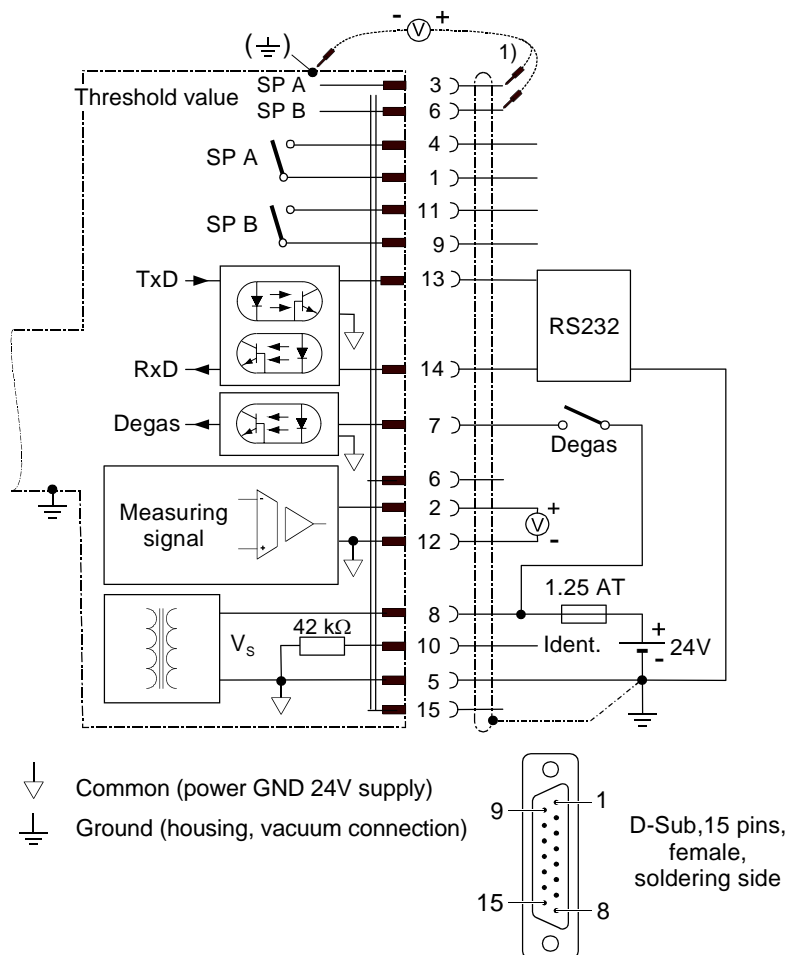 - V +
(⏚)
1)
SP A
Threshold value
SP B
3
6
SP A
4
1
SP B
11
9
TxD
13
RS232
RxD
14
Degas
7
Degas
6
Measuring
signal
2
12
V
+
-
8
1.25 AT
Vs
42 kΩ
10
Ident.
+
-
24V
5
15
Common (power GND 24V supply)
Ground (housing, vacuum connection)
9
1
15
8
D-Sub,15 pins,
female,
soldering side